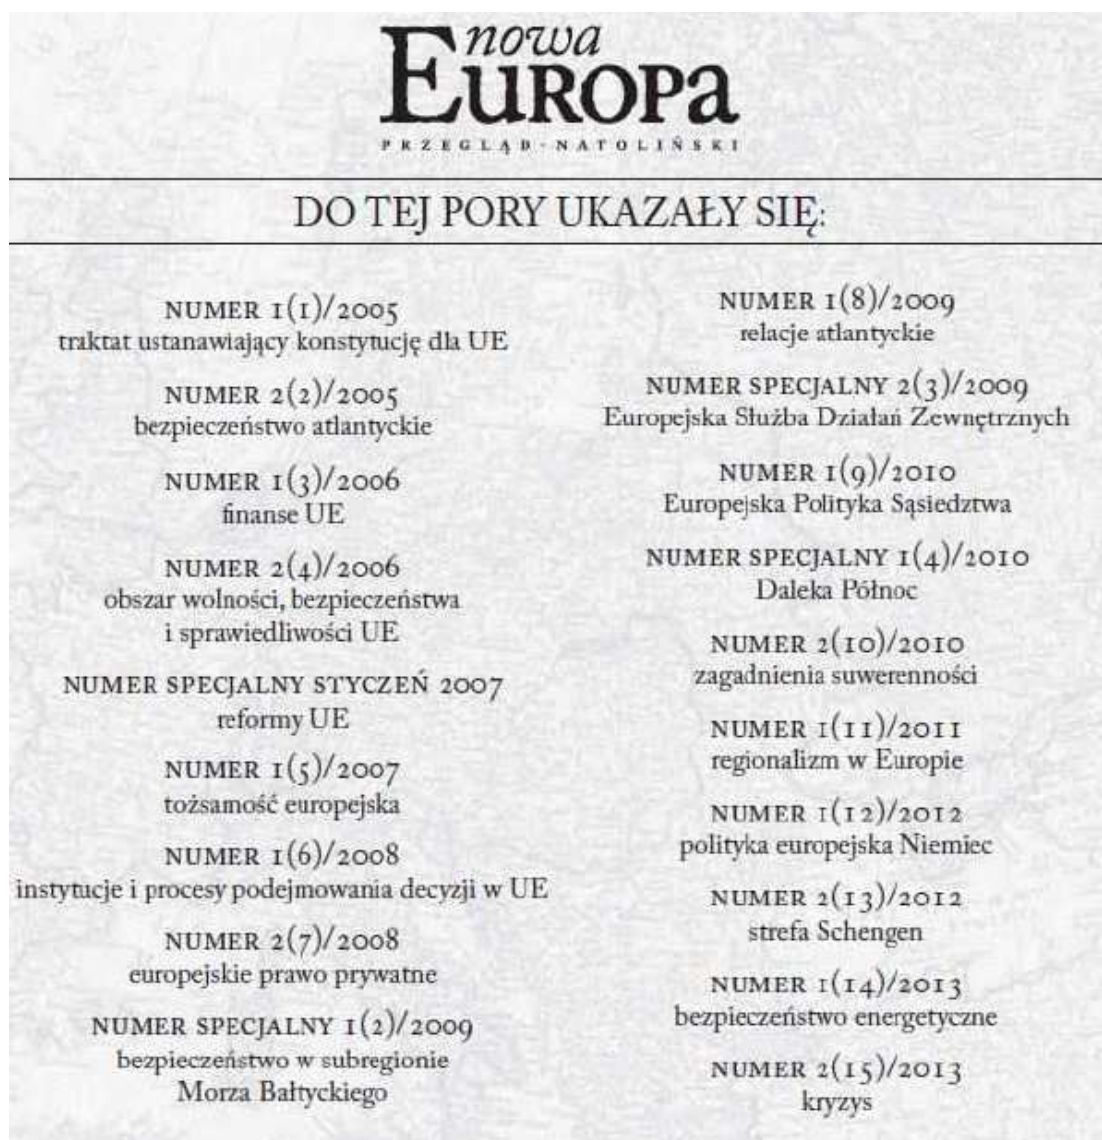 nowa
EUROPA
PRZEGLĄD · NATOLIŃSKI
DO TEJ PORY UKAZAŁY SIĘ:
NUMER 1(1)/2005
traktat ustanawiający konstytucję dla UE
NUMER 2(2)/2005
bezpieczeństwo atlantyckie
NUMER 1(3)/2006
finanse UE
NUMER 2(4)/2006
obszar wolności, bezpieczeństwa
i sprawiedliwości UE
NUMER SPECJALNY STYCZEŃ 2007
reformy UE
NUMER 1(5)/2007
tożsamość europejska
NUMER 1(6)/2008
instytucje i procesy podejmowania decyzji w UE
NUMER 2(7)/2008
europejskie prawo prywatne
NUMER SPECJALNY 1(2)/2009
bezpieczeństwo w subregionie
Morza Bałtyckiego
NUMER 1(8)/2009
relacje atlantyckie
NUMER SPECJALNY 2(3)/2009
Europejska Służba Działań Zewnętrznych
NUMER 1(9)/2010
Europejska Polityka Sąsiedztwa
NUMER SPECJALNY 1(4)/2010
Daleka Północ
NUMER 2(10)/2010
zagadnienia suwerenności
NUMER 1(11)/2011
regionalizm w Europie
NUMER 1(12)/2012
polityka europejska Niemiec
NUMER 2(13)/2012
strefa Schengen
NUMER 1(14)/2013
bezpieczeństwo energetyczne
NUMER 2(15)/2013
kryzys